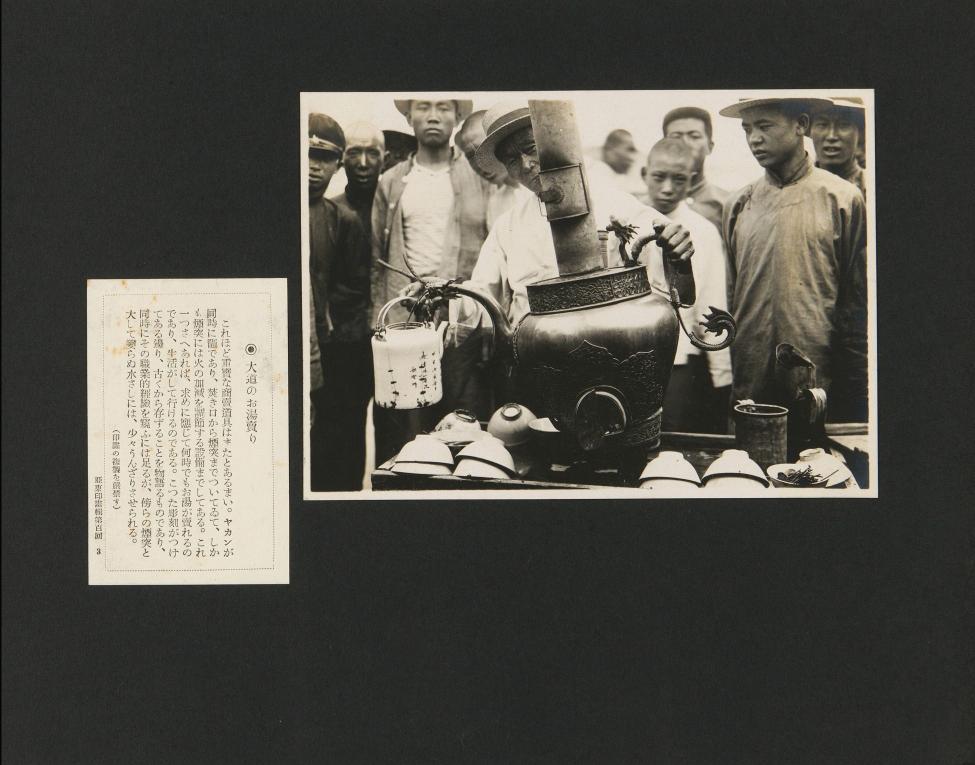 ◉ 大道のお湯賣り
これほど重寶な商賣道具はまたとあるまい。ヤカンが
同時に竈であり、焚き口から煙突までついてゐて、しか
も煙突には火の加減を調節する設備までしてある。これ
一つさへあれば、求めに應じて何時でもお湯が賣れるの
であり、生活がして行けるのである。こつた彫刻がつけ
てある邊り、古くから存することを物語るものであり、
同時にその職業的經驗を窺ふには足るが、傍らの煙突と
大して變らぬ水さしには、少々うんざりさせられる。
(印畫の複製を嚴禁す)
亞東印畫輯第百回 3